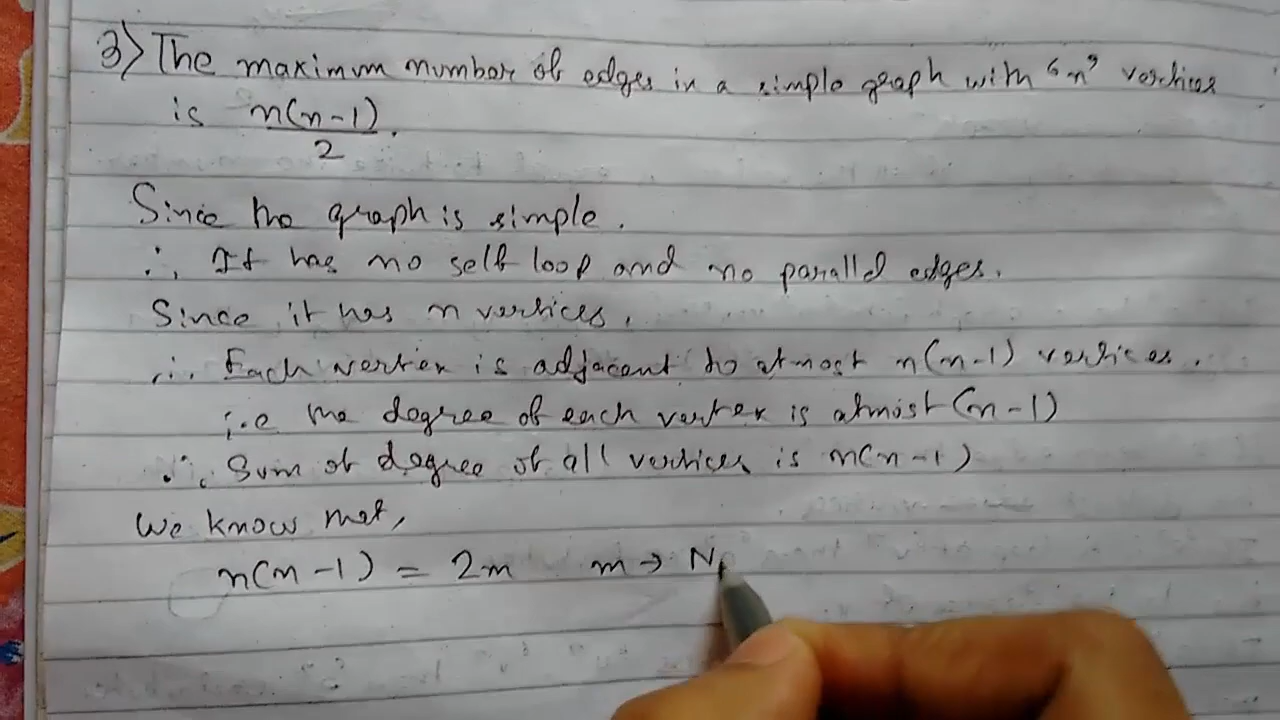 3) The maximum number of edges in a simple graph with 'n' vertices
is n(n-1)/2.
Since the graph is simple.
∴ It has no self loop and no parallel edges.
Since it has n vertices,
∴ Each vertex is adjacent to atmost n(n-1) vertices.
i.e the degree of each vertex is atmost (n-1)
∴ Sum of degree of all vertices is n(n-1)
We know that,
n(n-1) = 2m m → No